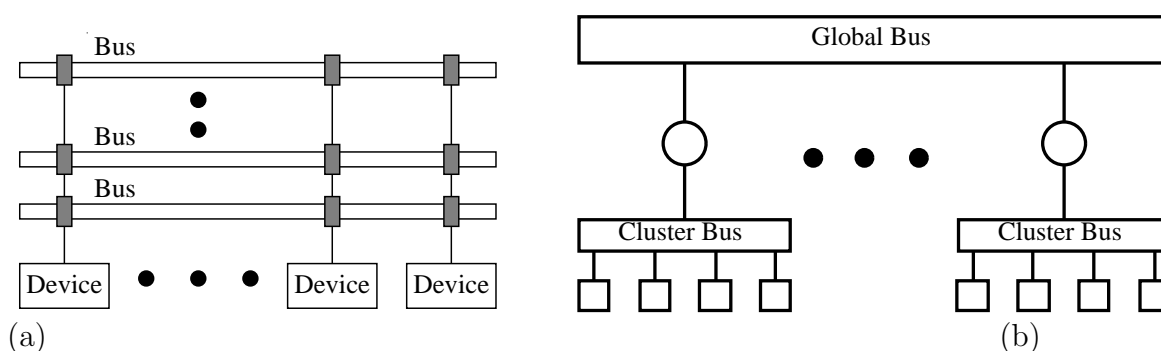 Bus
Bus
Bus
Device
Device
Device
(a)
Global Bus
Cluster Bus
Cluster Bus
(b)